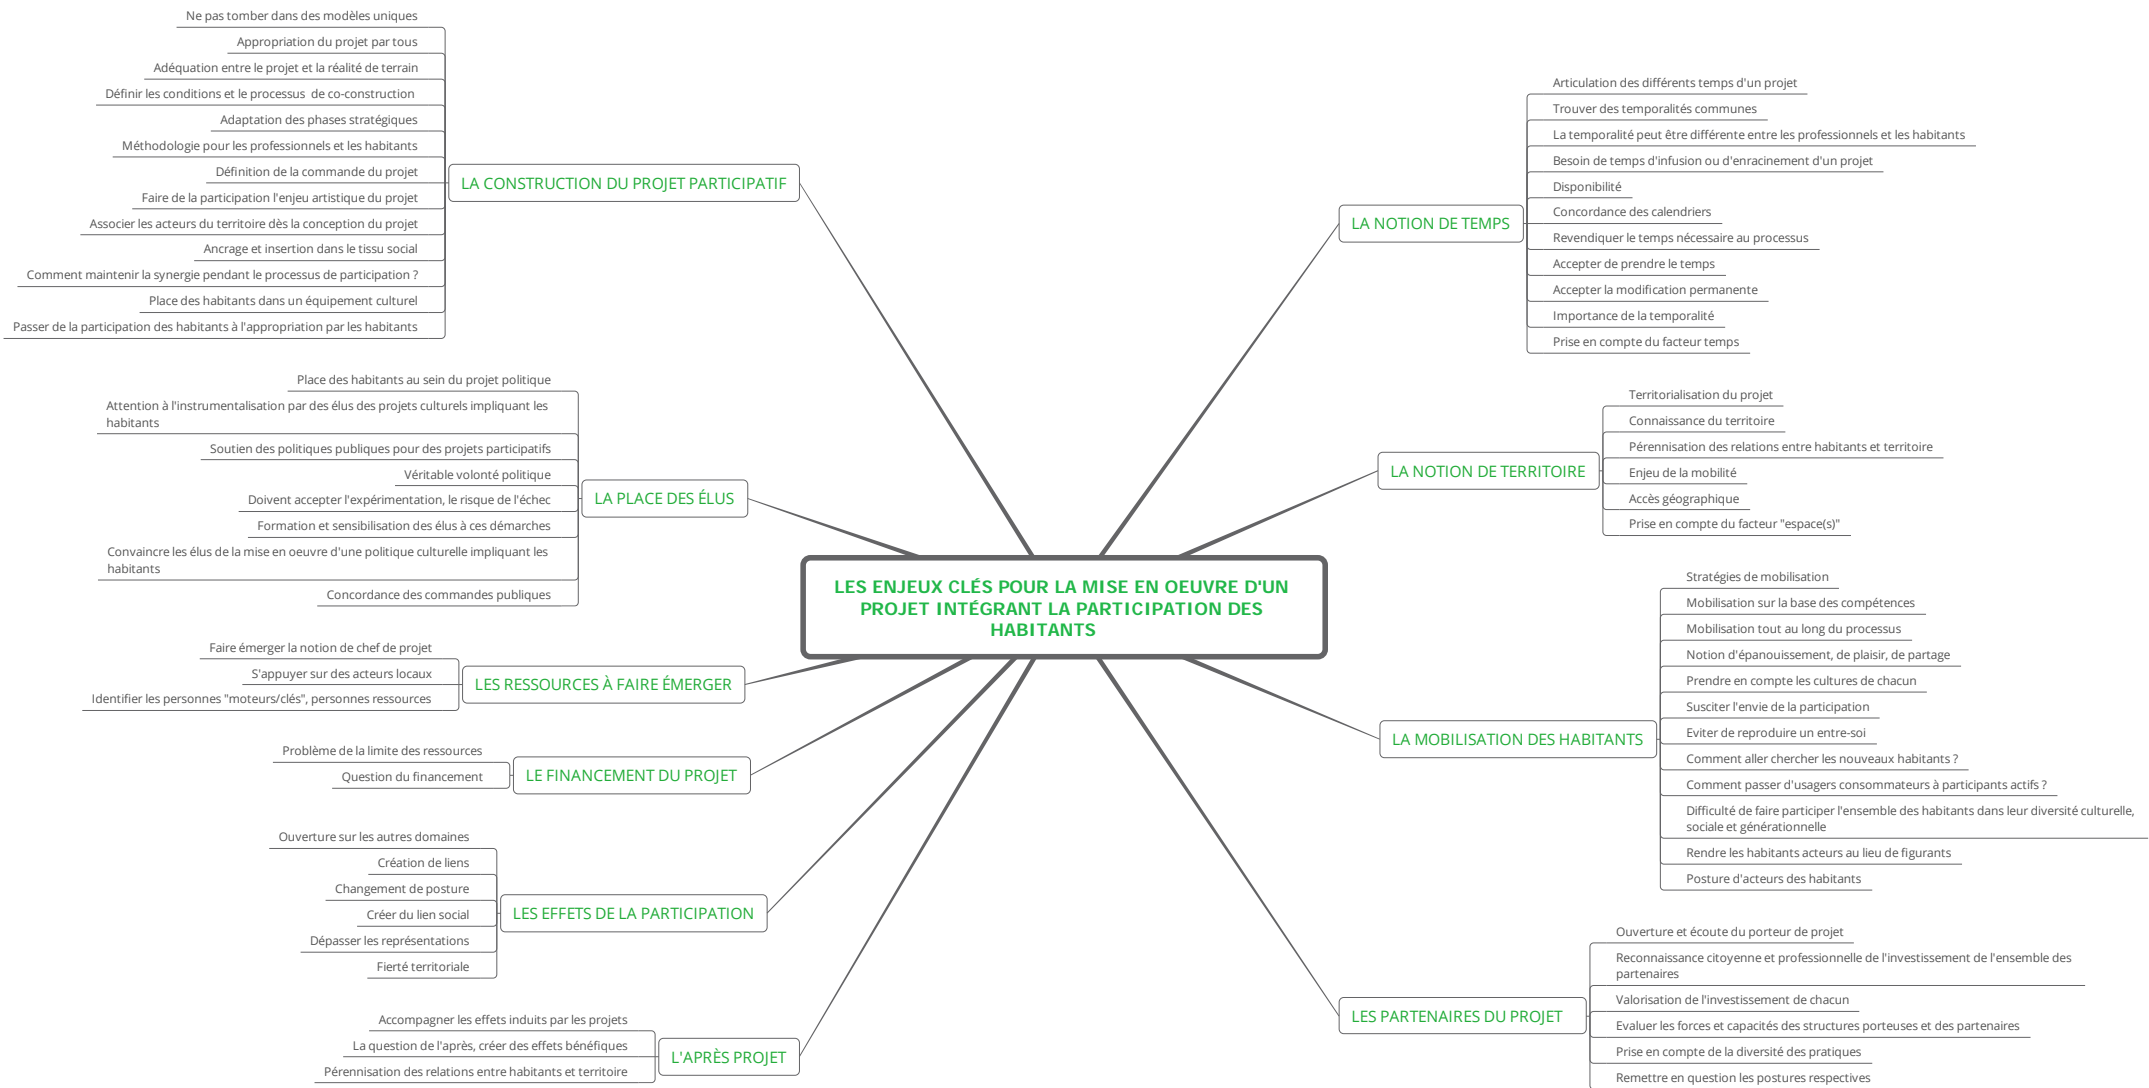 LES ENJEUX CLÉS POUR LA MISE EN OEUVRE D'UN
PROJET INTÉGRANT LA PARTICIPATION DES
HABITANTS
LA CONSTRUCTION DU PROJET PARTICIPATIF
Ne pas tomber dans des modèles uniques
Appropriation du projet par tous
Adéquation entre le projet et la réalité de terrain
Définir les conditions et le processus de co-construction
Adaptation des phases stratégiques
Méthodologie pour les professionnels et les habitants
Définition de la commande du projet
Faire de la participation l'enjeu artistique du projet
Associer les acteurs du territoire dès la conception du projet
Ancrage et insertion dans le tissu social
Comment maintenir la synergie pendant le processus de participation ?
Place des habitants dans un équipement culturel
Passer de la participation des habitants à l'appropriation par les habitants
LA PLACE DES ÉLUS
Place des habitants au sein du projet politique
Attention à l'instrumentalisation par des élus des projets culturels impliquant les
habitants
Soutien des politiques publiques pour des projets participatifs
Véritable volonté politique
Doivent accepter l'expérimentation, le risque de l'échec
Formation et sensibilisation des élus à ces démarches
Convaincre les élus de la mise en oeuvre d'une politique culturelle impliquant les
habitants
Concordance des commandes publiques
LES RESSOURCES À FAIRE ÉMERGER
Faire émerger la notion de chef de projet
S'appuyer sur des acteurs locaux
Identifier les personnes "moteurs/clés", personnes ressources
LE FINANCEMENT DU PROJET
Problème de la limite des ressources
Question du financement
LES EFFETS DE LA PARTICIPATION
Ouverture sur les autres domaines
Création de liens
Changement de posture
Créer du lien social
Dépasser les représentations
Fierté territoriale
L'APRÈS PROJET
Accompagner les effets induits par les projets
La question de l'après, créer des effets bénéfiques
Pérennisation des relations entre habitants et territoire
LA NOTION DE TEMPS
Articulation des différents temps d'un projet
Trouver des temporalités communes
La temporalité peut être différente entre les professionnels et les habitants
Besoin de temps d'infusion ou d'enracinement d'un projet
Disponibilité
Concordance des calendriers
Revendiquer le temps nécessaire au processus
Accepter de prendre le temps
Accepter la modification permanente
Importance de la temporalité
Prise en compte du facteur temps
LA NOTION DE TERRITOIRE
Territorialisation du projet
Connaissance du territoire
Pérennisation des relations entre habitants et territoire
Enjeu de la mobilité
Accès géographique
Prise en compte du facteur "espace(s)"
LA MOBILISATION DES HABITANTS
Stratégies de mobilisation
Mobilisation sur la base des compétences
Mobilisation tout au long du processus
Notion d'épanouissement, de plaisir, de partage
Prendre en compte les cultures de chacun
Susciter l'envie de la participation
Eviter de reproduire un entre-soi
Comment aller chercher les nouveaux habitants ?
Comment passer d'usagers consommateurs à participants actifs ?
Difficulté de faire participer l'ensemble des habitants dans leur diversité culturelle,
sociale et générationnelle
Rendre les habitants acteurs au lieu de figurants
Posture d'acteurs des habitants
LES PARTENAIRES DU PROJET
Ouverture et écoute du porteur de projet
Reconnaissance citoyenne et professionnelle de l'investissement de l'ensemble des
partenaires
Valorisation de l'investissement de chacun
Evaluer les forces et capacités des structures porteuses et des partenaires
Prise en compte de la diversité des pratiques
Remettre en question les postures respectives